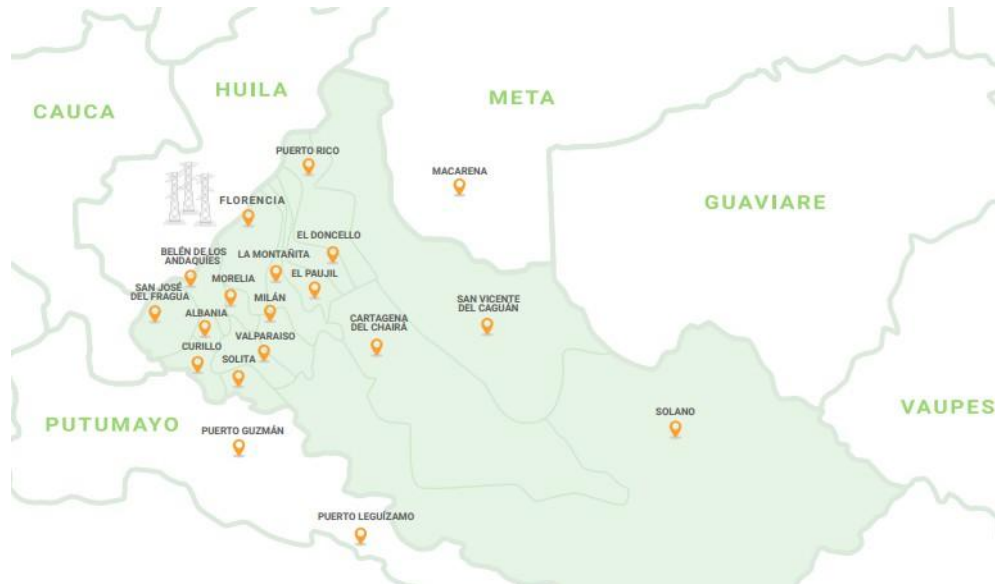 HUILA
META
CAUCA
PUERTO RICO
MACARENA
GUAVIARE
FLORENCIA
EL DONCELLO
BELÉN DE LOS
ANDAQUÍES
LA MONTAÑITA
EL PAUJIL
SAN JOSÉ
DEL FRAGUA
MORELIA
MILÁN
SAN VICENTE
DEL CAGUÁN
ALBANIA
CARTAGENA
DEL CHAIRÁ
VALPARAISO
CURILLO
SOLITA
SOLANO
VAUPES
PUTUMAYO
PUERTO GUZMÁN
PUERTO LEGUÍZAMO